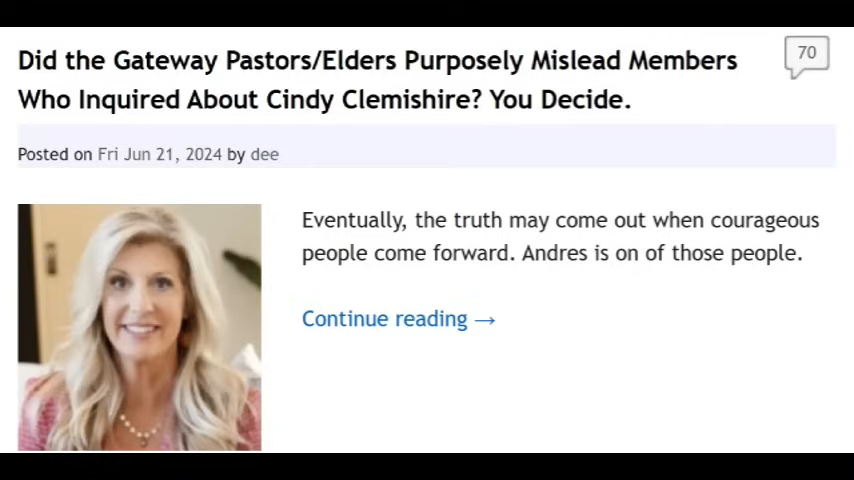 Did the Gateway Pastors/Elders Purposely Mislead Members
70
Who Inquired About Cindy Clemishire? You Decide.
Posted on Fri Jun 21, 2024 by dee
Eventually, the truth may come out when courageous
people come forward. Andres is on of those people.
Continue reading →